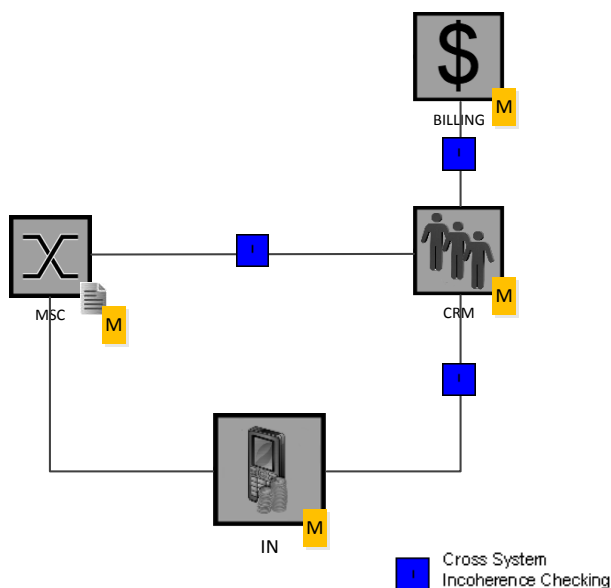 $
M
BILLING
I
I
MSC
M
M
CRM
I
M
IN
I
Cross System
Incoherence Checking